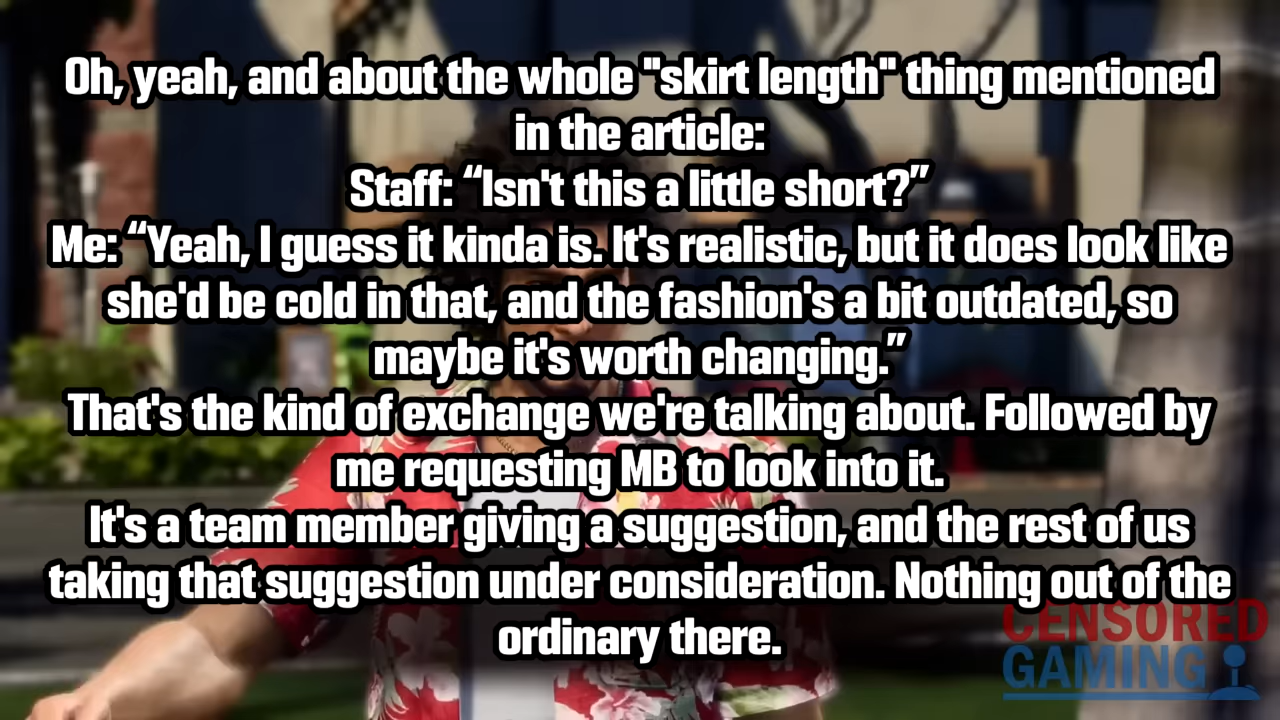 Oh, yeah, and about the whole "skirt length" thing mentioned
in the article:
Staff: “Isn't this a little short?”
Me: “Yeah, I guess it kinda is. It's realistic, but it does look like
she'd be cold in that, and the fashion's a bit outdated, so
maybe it's worth changing.”
That's the kind of exchange we're talking about. Followed by
me requesting MB to look into it.
It's a team member giving a suggestion, and the rest of us
taking that suggestion under consideration. Nothing out of the
ordinary there.
CENSORED
GAMING